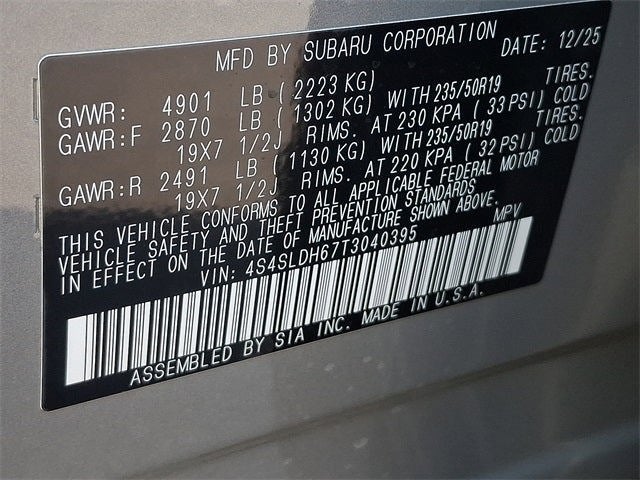 MFD BY SUBARU CORPORATION DATE: 12/25
GVWR: 4901 LB (2223 KG)
GAWR:F 2870 LB (1302 KG) WITH 235/50R19 TIRES.
19X7 1/2J RIMS. AT 230 KPA (33 PSI) COLD
GAWR:R 2491 LB (1130 KG) WITH 235/50R19 TIRES.
19X7 1/2J RIMS. AT 220 KPA (32 PSI) COLD
THIS VEHICLE CONFORMS TO ALL APPLICABLE FEDERAL MOTOR
VEHICLE SAFETY AND THEFT PREVENTION STANDARDS
IN EFFECT ON THE DATE OF MANUFACTURE SHOWN ABOVE.
VIN: 4S4SLDH67T3040395 MPV
ASSEMBLED BY SIA INC. MADE IN U.S.A.